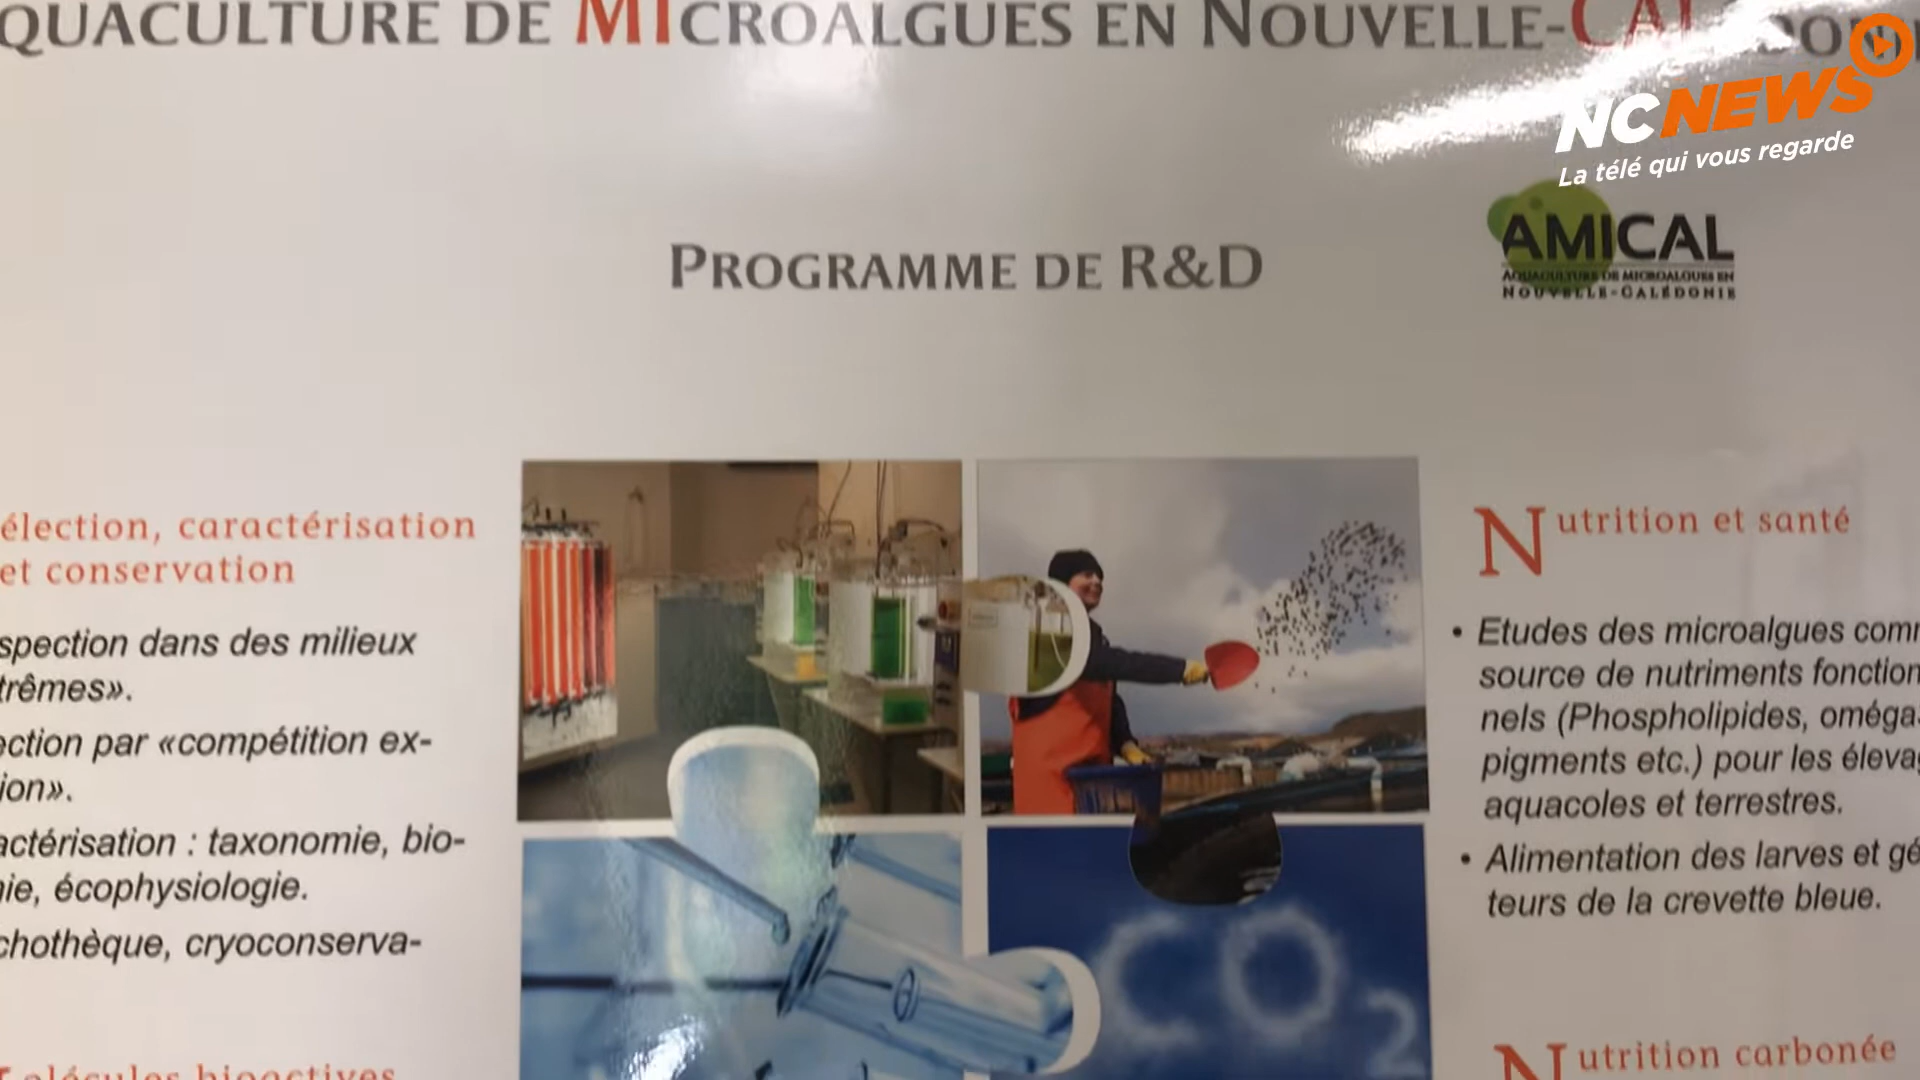 QUACULTURE DE MICROALGUES EN NOUVELLE-CAL
NCNEWS
La télé qui vous regarde
PROGRAMME DE R&D
AMICAL
AQUACULTURE DE MICROALGUES EN
NOUVELLE-CALÉDONIE
élection, caractérisation
et conservation
spection dans des milieux
trêmes».
ection par «compétition ex-
ion».
actérisation : taxonomie, bio-
ie, écophysiologie.
chothèque, cryoconserva-
olécules bioactives
CO2
Nutrition et santé
• Etudes des microalgues com
source de nutriments fonction
nels (Phospholipides, oméga
pigments etc.) pour les éleva
aquacoles et terrestres.
• Alimentation des larves et gé
teurs de la crevette bleue.
Nutrition carbonée